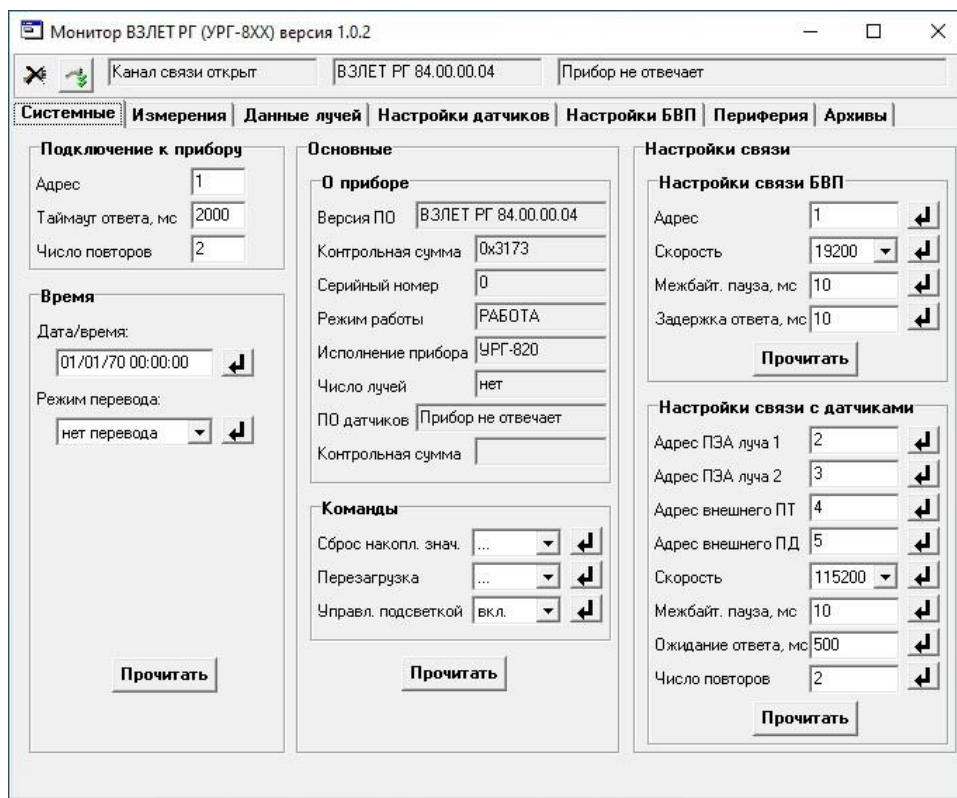 Монитор ВЗЛЕТ РГ (УРГ-8ХХ) версия 1.0.2
Канал связи открыт
ВЗЛЕТ РГ 84.00.00.04
Прибор не отвечает
Системные
Измерения
Данные лучей
Настройки датчиков
Настройки БВП
Периферия
Архивы
Подключение к прибору
Адрес 1
Таймаут ответа, мс 2000
Число повторов 2
Время
Дата/время:
01/01/70 00:00:00
Режим перевода:
нет перевода
Прочитать
Основные
О приборе
Версия ПО ВЗЛЕТ РГ 84.00.00.04
Контрольная сумма 0x3173
Серийный номер 0
Режим работы РАБОТА
Исполнение прибора УРГ-820
Число лучей нет
ПО датчиков Прибор не отвечает
Контрольная сумма
Команды
Сброс накопл. знач. ...
Перезагрузка ...
Управл. подсветкой вкл.
Прочитать
Настройки связи
Настройки связи БВП
Адрес 1
Скорость 19200
Межбайт. пауза, мс 10
Задержка ответа, мс 10
Прочитать
Настройки связи с датчиками
Адрес ПЭА луча 1 2
Адрес ПЭА луча 2 3
Адрес внешнего ПТ 4
Адрес внешнего ПД 5
Скорость 115200
Межбайт. пауза, мс 10
Ожидание ответа, мс 500
Число повторов 2
Прочитать